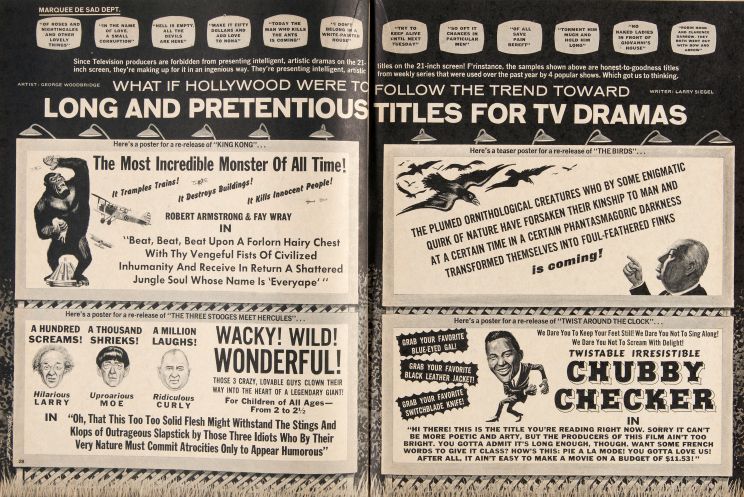 MARQUEE DE SAD DEPT.
"OF ROSES AND
NIGHTINGALES
AND OTHER
LOVELY
THINGS"
"IN THE NAME
OF LOVE,
A SMALL
CORRUPTION"
"HELL IS EMPTY,
ALL THE
DEVILS ARE
HERE"
"MAKE IT FIFTY
DOLLARS AND
ADD LOVE
TO NONA"
"TODAY THE
MAN WHO KILLS
THE ANTS
IS COMING"
"I DON'T
BELONG IN A
WHITE-PAINTED
HOUSE"
"TRY TO
KEEP ALIVE
UNTIL NEXT
TUESDAY"
"SO OFT IT
CHANCES IN
PARTICULAR
MEN"
"OF ALL
SAVE
PAIN
BEREFT"
"TORMENT HIM
MUCH AND
HOLD HIM
LONG"
"NO
NAKED LADIES
IN FRONT OF
GIOVANNI'S
HOUSE"
Since Television producers are forbidden from presenting intelligent, artistic dramas on the 21-
inch screen, they're making up for it in an ingenious way. They're presenting intelligent, artistic
titles on the 21-inch screen! F'rinstance, the samples shown above are honest-to-goodness titles
from weekly series that were used over the past year by 4 popular shows. Which got us to thinking.
ARTIST: GEORGE WOODBRIDGE
WHAT IF HOLLYWOOD WERE TO FOLLOW THE TREND TOWARD
WRITER: LARRY SIEGEL
LONG AND PRETENTIOUS TITLES FOR TV DRAMAS
Here's a poster for a re-release of "KING KONG" . . .
The Most Incredible Monster Of All Time!
It Tramples Trains!
It Destroys Buildings!
It Kills Innocent People!
ROBERT ARMSTRONG & FAY WRAY
IN
"Beat, Beat, Beat Upon A Forlorn Hairy Chest
With Thy Vengeful Fists Of Civilized
Inhumanity And Receive In Return A Shattered
Jungle Soul Whose Name Is 'Everyape' "
Here's a teaser poster for a re-release of "THE BIRDS" . . .
THE PLUMED ORNITHOLOGICAL CREATURES WHO BY SOME ENIGMATIC
QUIRK OF NATURE HAVE FORSAKEN THEIR KINSHIP TO MAN AND
AT A CERTAIN TIME IN A CERTAIN PHANTASMAGORIC DARKNESS
TRANSFORMED THEMSELVES INTO FOUL-FEATHERED FINKS
is coming!
Here's a poster for a re-release of "THE THREE STOOGES MEET HERCULES" . . .
A HUNDRED
SCREAMS!
A THOUSAND
SHRIEKS!
A MILLION
LAUGHS!
Hilarious
LARRY
Uproarious
MOE
Ridiculous
CURLY
WACKY! WILD!
WONDERFUL!
THOSE 3 CRAZY, LOVABLE GUYS CLOWN THEIR
WAY INTO THE HEART OF A LEGENDARY GIANT!
For Children of All Ages—
From 2 to 2½
IN
"Oh, That This Too Too Solid Flesh Might Withstand The Stings And
Klops of Outrageous Slapstick by Those Three Idiots Who By Their
Very Nature Must Commit Atrocities Only to Appear Humorous"
28
Here's a poster for a re-release of "TWIST AROUND THE CLOCK" . . .
GRAB YOUR FAVORITE
BLUE-EYED GAL!
GRAB YOUR FAVORITE
BLACK LEATHER JACKET!
GRAB YOUR FAVORITE
SWITCHBLADE KNIFE!
We Dare You To Keep Your Feet Still! We Dare You Not To Sing Along!
We Dare You Not To Scream With Delight!
TWISTABLE IRRESISTIBLE
CHUBBY
CHECKER
IN
"HI THERE! THIS IS THE TITLE YOU'RE READING RIGHT NOW. SORRY IT CAN'T
BE MORE POETIC AND ARTY, BUT THE PRODUCERS OF THIS FILM AIN'T TOO
BRIGHT. YOU GOTTA ADMIT IT'S LONG ENOUGH, THOUGH. WANT SOME FRENCH
WORDS TO GIVE IT CLASS? HOW'S THIS: PIE A LA MODE! YOU GOTTA LOVE US!
AFTER ALL, IT AIN'T EASY TO MAKE A MOVIE ON A BUDGET OF $11.53!"